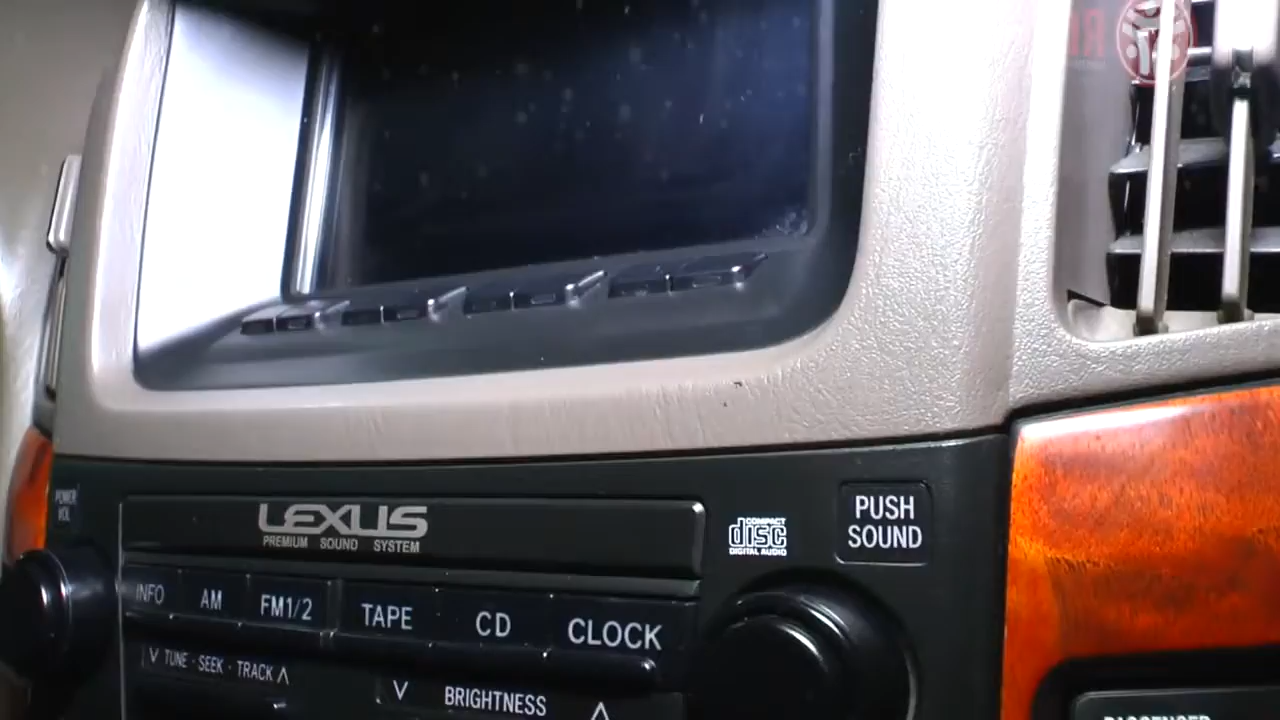 POWER
VOL
LEXUS
PREMIUM SOUND SYSTEM
COMPACT
disc
DIGITAL AUDIO
PUSH
SOUND
INFO
AM
FM1/2
TAPE
CD
CLOCK
∨ TUNE · SEEK · TRACK ∧
∨ BRIGHTNESS ∧
PASSENGER